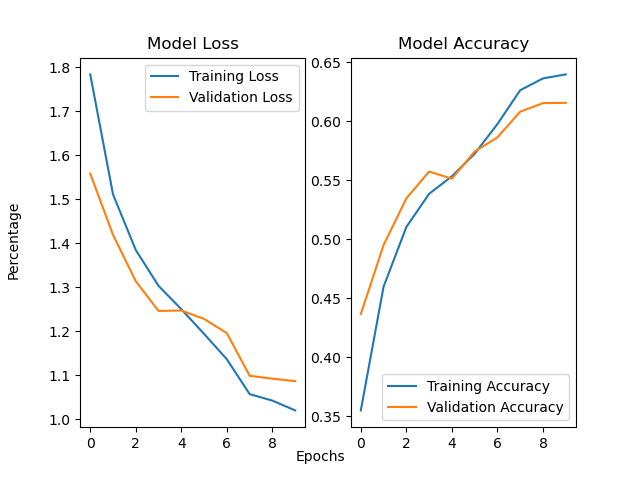 Model Loss
Model Accuracy
Training Loss
Validation Loss
Training Accuracy
Validation Accuracy
1.8
1.7
1.6
1.5
1.4
1.3
1.2
1.1
1.0
0.65
0.60
0.55
0.50
0.45
0.40
0.35
0 2 4 6 8
0 2 4 6 8
Percentage
Epochs